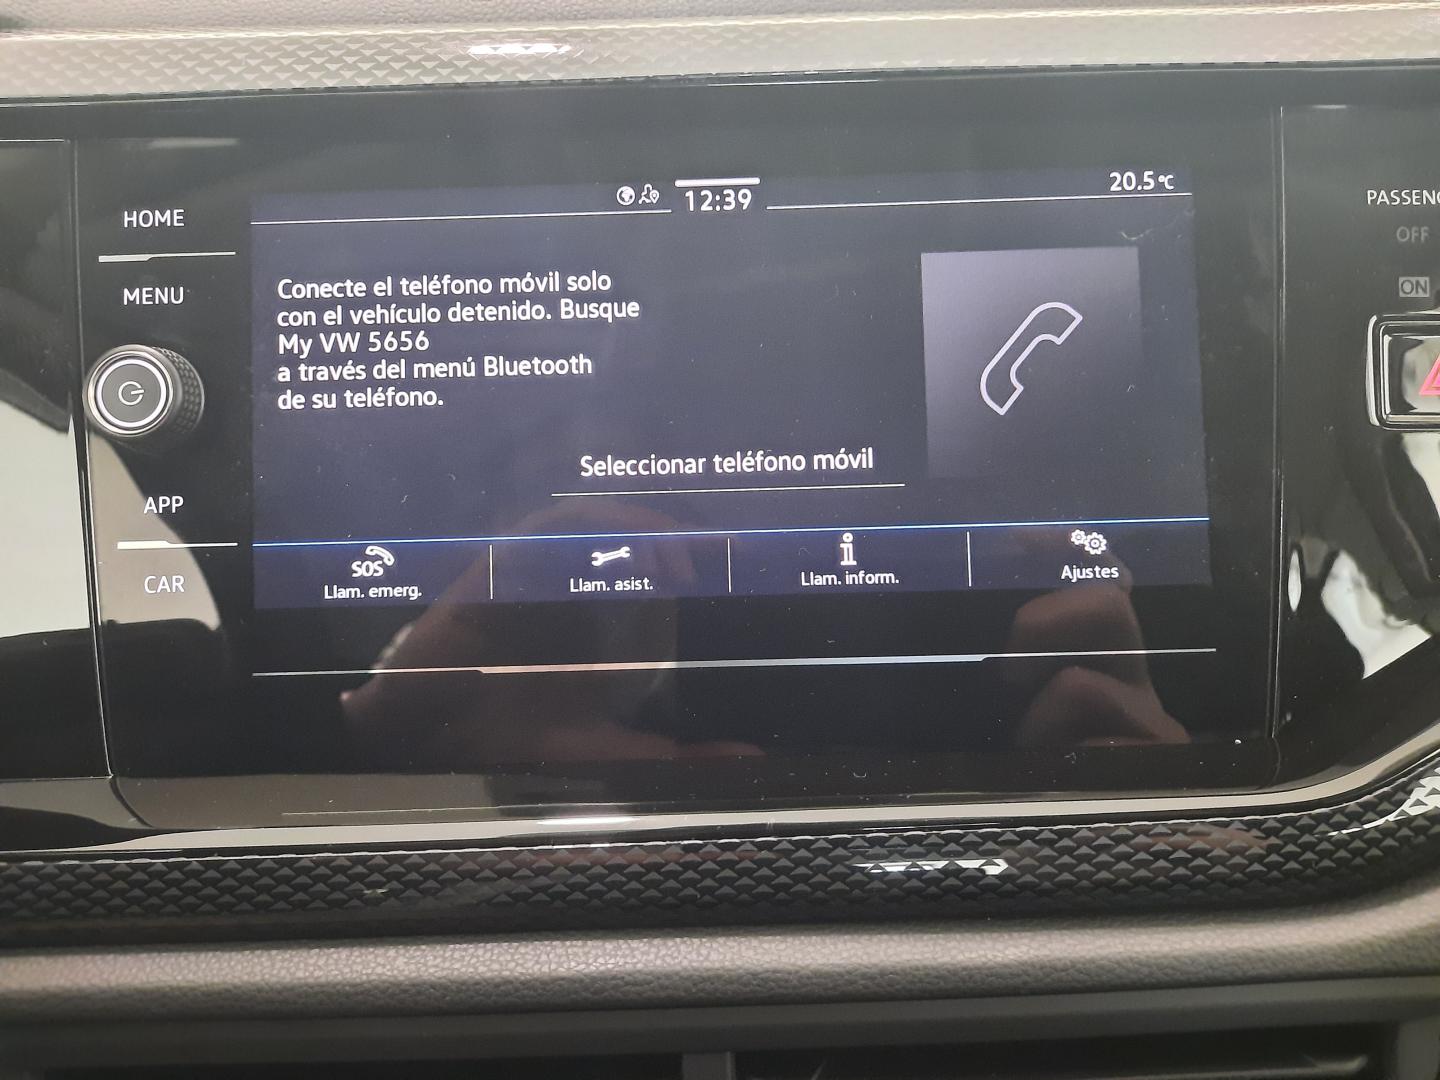 HOME
MENU
APP
CAR
12:39
20.5°C
Conecte el teléfono móvil solo
con el vehículo detenido. Busque
My VW 5656
a través del menú Bluetooth
de su teléfono.
Seleccionar teléfono móvil
SOS
Llam. emerg.
Llam. asist.
i
Llam. inform.
Ajustes
OFF
ON